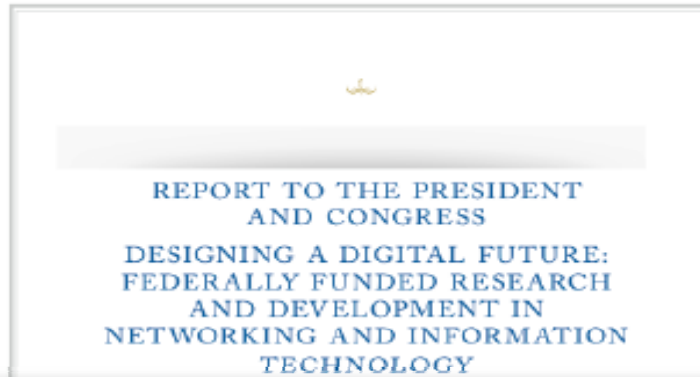 REPORT TO THE PRESIDENT
AND CONGRESS
DESIGNING A DIGITAL FUTURE:
FEDERALLY FUNDED RESEARCH
AND DEVELOPMENT IN
NETWORKING AND INFORMATION
TECHNOLOGY